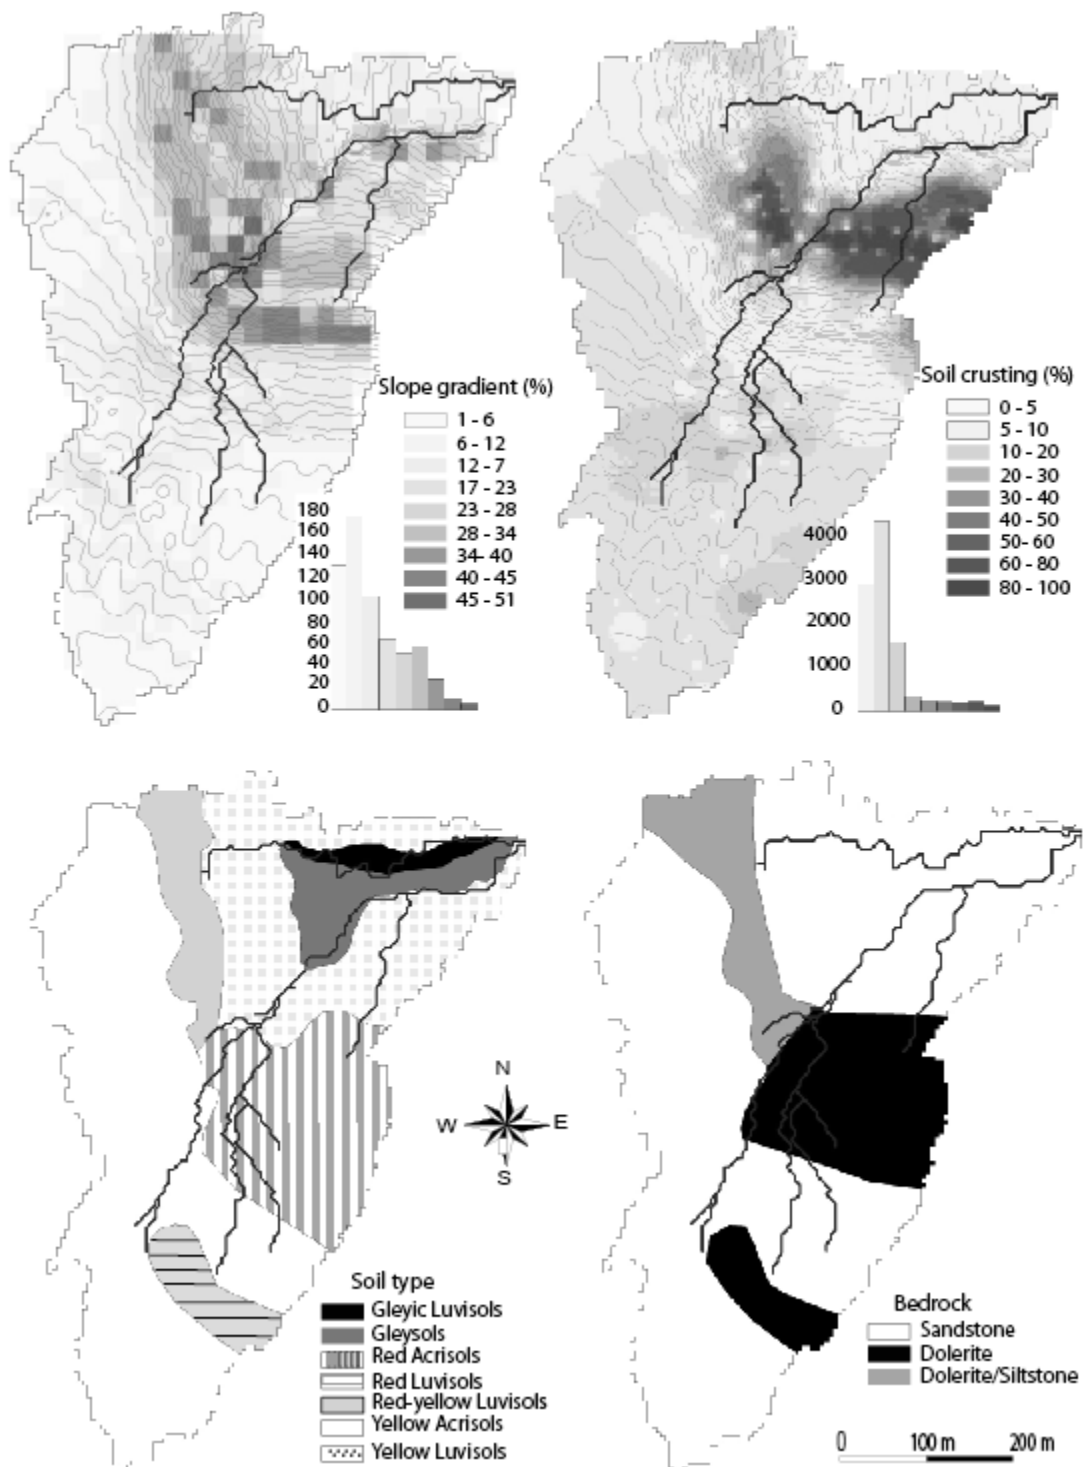 Slope gradient (%)
1 - 6
6 - 12
12 - 7
17 - 23
23 - 28
28 - 34
34- 40
40 - 45
45 - 51
180
160
140
120
100
80
60
40
20
0
Soil crusting (%)
0 - 5
5 - 10
10 - 20
20 - 30
30 - 40
40 - 50
50- 60
60 - 80
80 - 100
4000
3000
2000
1000
0
N
W E
S
Soil type
Gleyic Luvisols
Gleysols
Red Acrisols
Red Luvisols
Red-yellow Luvisols
Yellow Acrisols
Yellow Luvisols
Bedrock
Sandstone
Dolerite
Dolerite/Siltstone
0 100 m 200 m